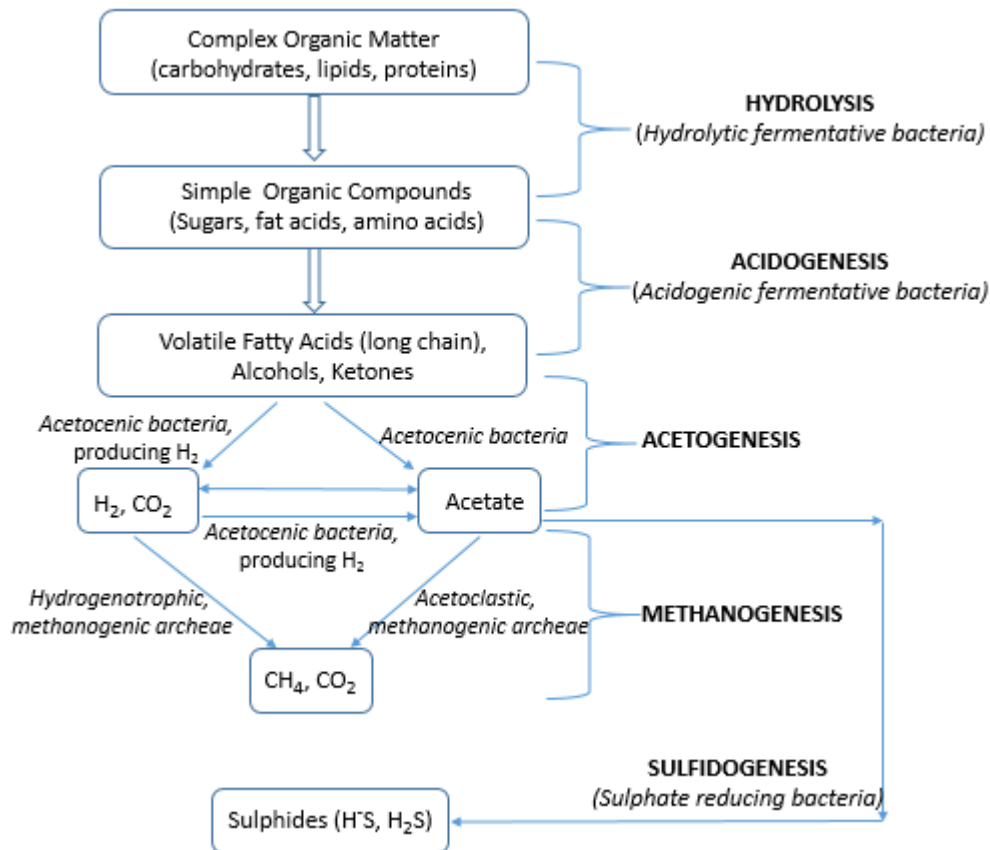 Complex Organic Matter
(carbohydrates, lipids, proteins)
HYDROLYSIS
(Hydrolytic fermentative bacteria)
Simple Organic Compounds
(Sugars, fat acids, amino acids)
ACIDOGENESIS
(Acidogenic fermentative bacteria)
Volatile Fatty Acids (long chain),
Alcohols, Ketones
Acetocenic bacteria,
producing H₂
Acetocenic bacteria
ACETOGENESIS
H₂, CO₂
Acetate
Acetocenic bacteria,
producing H₂
Hydrogenotrophic,
methanogenic archeae
Acetoclastic,
methanogenic archeae
METHANOGENESIS
CH₄, CO₂
SULFIDOGENESIS
(Sulphate reducing bacteria)
Sulphides (H⁻S, H₂S)